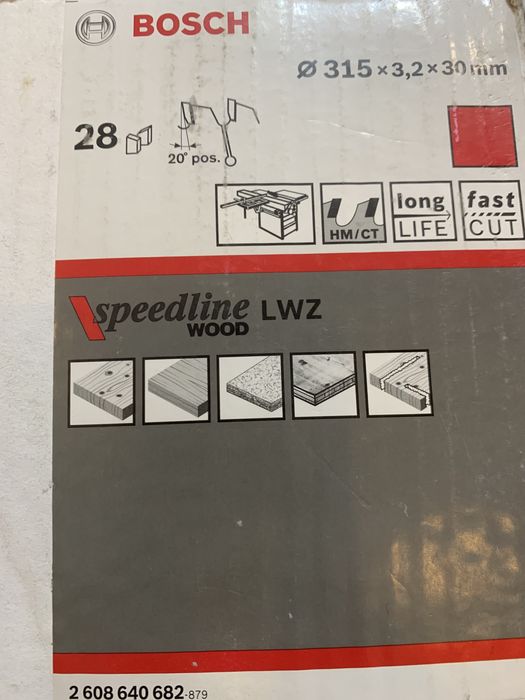 BOSCH
Ø 315 × 3,2 × 30 mm
28
20° pos.
HM/CT
long LIFE
fast CUT
speedline
WOOD
LWZ
2 608 640 682-879